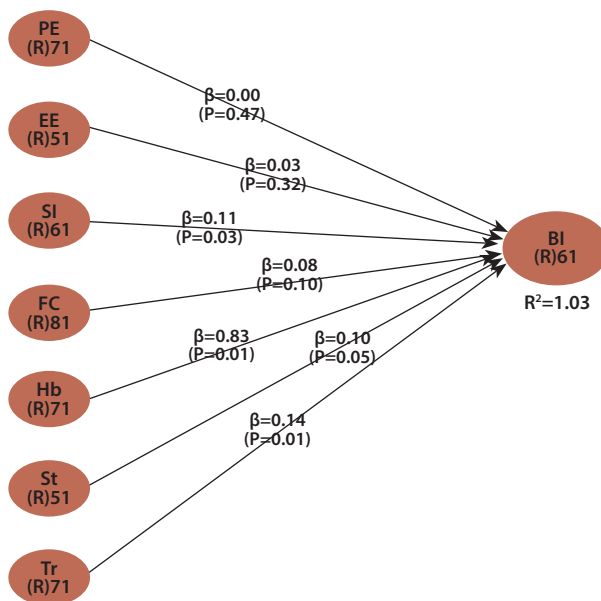 PE
(R)71
β=0.00
(P=0.47)
EE
(R)51
β=0.03
(P=0.32)
SI
(R)61
β=0.11
(P=0.03)
BI
(R)61
R²=1.03
FC
(R)81
β=0.08
(P=0.10)
Hb
(R)71
β=0.83
(P=0.01)
β=0.10
(P=0.05)
St
(R)51
β=0.14
(P=0.01)
Tr
(R)71